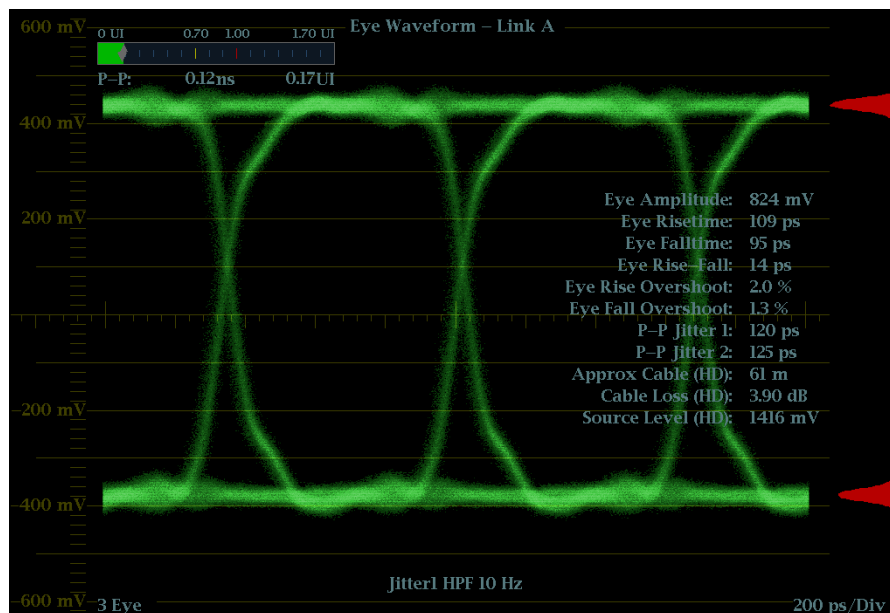 600 mV
Eye Waveform – Link A
0 UI 0.70 1.00 1.70 UI
P–P: 0.12ns 0.17UI
400 mV
200 mV
Eye Amplitude: 824 mV
Eye Risetime: 109 ps
Eye Falltime: 95 ps
Eye Rise–Fall: 14 ps
Eye Rise Overshoot: 2.0 %
Eye Fall Overshoot: 1.3 %
P–P Jitter 1: 120 ps
P–P Jitter 2: 125 ps
Approx Cable (HD): 61 m
Cable Loss (HD): 3.90 dB
Source Level (HD): 1416 mV
-200 mV
-400 mV
Jitter1 HPF 10 Hz
-600 mV
3 Eye
200 ps/Div